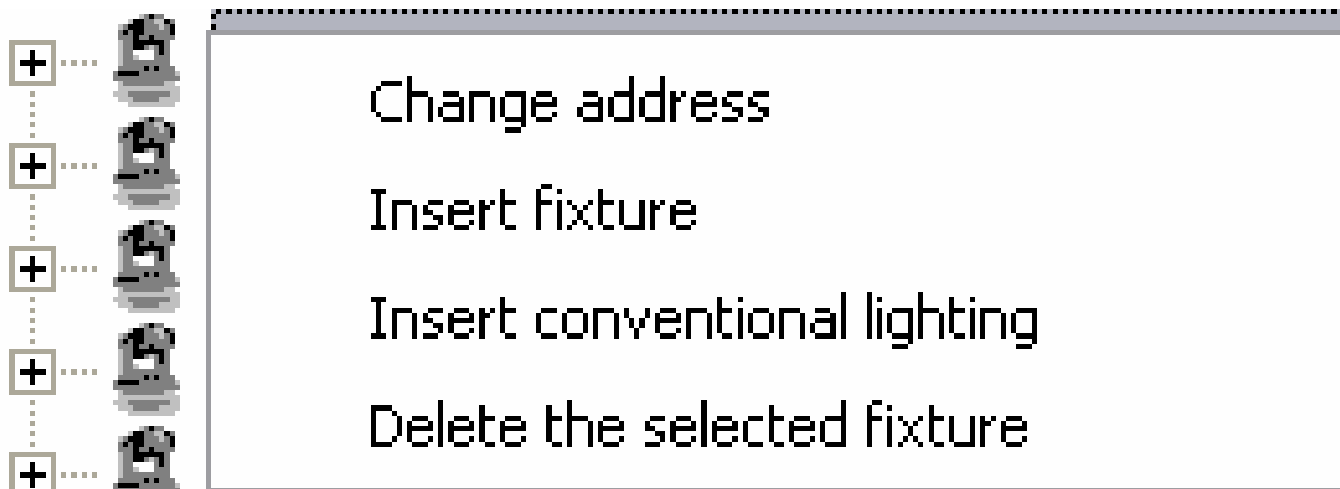 Change address
Insert fixture
Insert conventional lighting
Delete the selected fixture